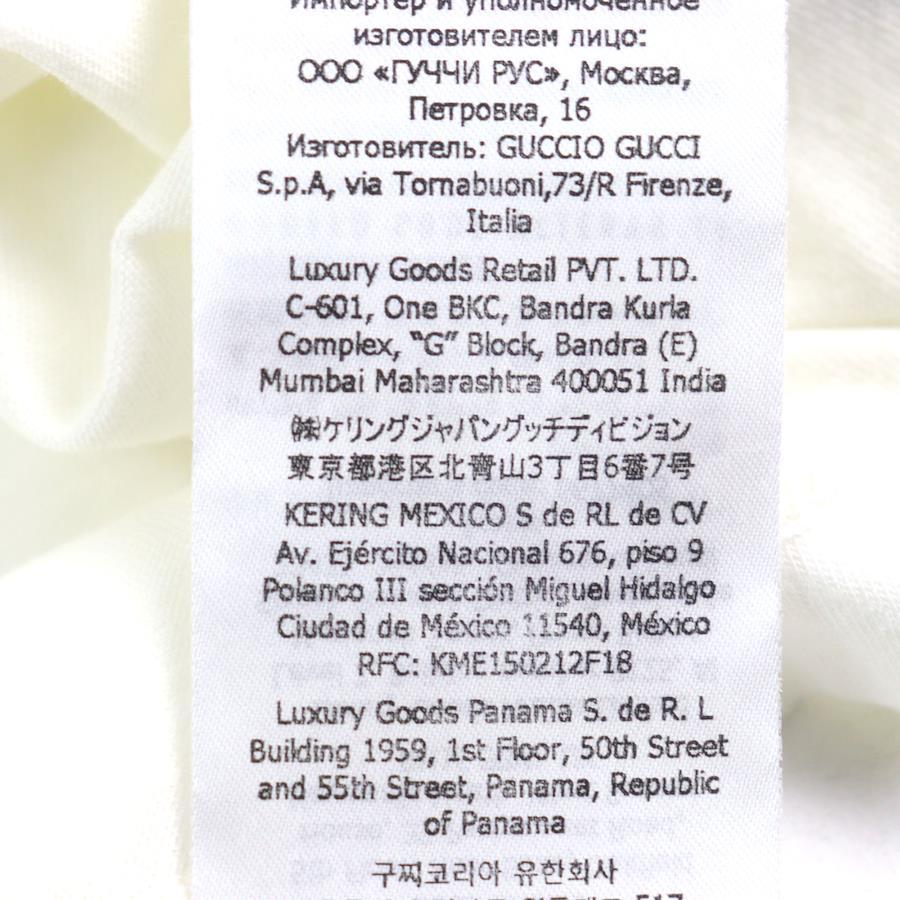 Импортер и уполномоченное
изготовителем лицо:
ООО «ГУЧЧИ РУС», Москва,
Петровка, 16
Изготовитель: GUCCIO GUCCI
S.p.A, via Tornabuoni,73/R Firenze,
Italia
Luxury Goods Retail PVT. LTD.
C-601, One BKC, Bandra Kurla
Complex, "G" Block, Bandra (E)
Mumbai Maharashtra 400051 India
㈱ケリングジャパングッチディビジョン
東京都港区北青山3丁目6番7号
KERING MEXICO S de RL de CV
Av. Ejército Nacional 676, piso 9
Polanco III sección Miguel Hidalgo
Ciudad de México 11540, México
RFC: KME150212F18
Luxury Goods Panama S. de R. L
Building 1959, 1st Floor, 50th Street
and 55th Street, Panama, Republic
of Panama
구찌코리아 유한회사